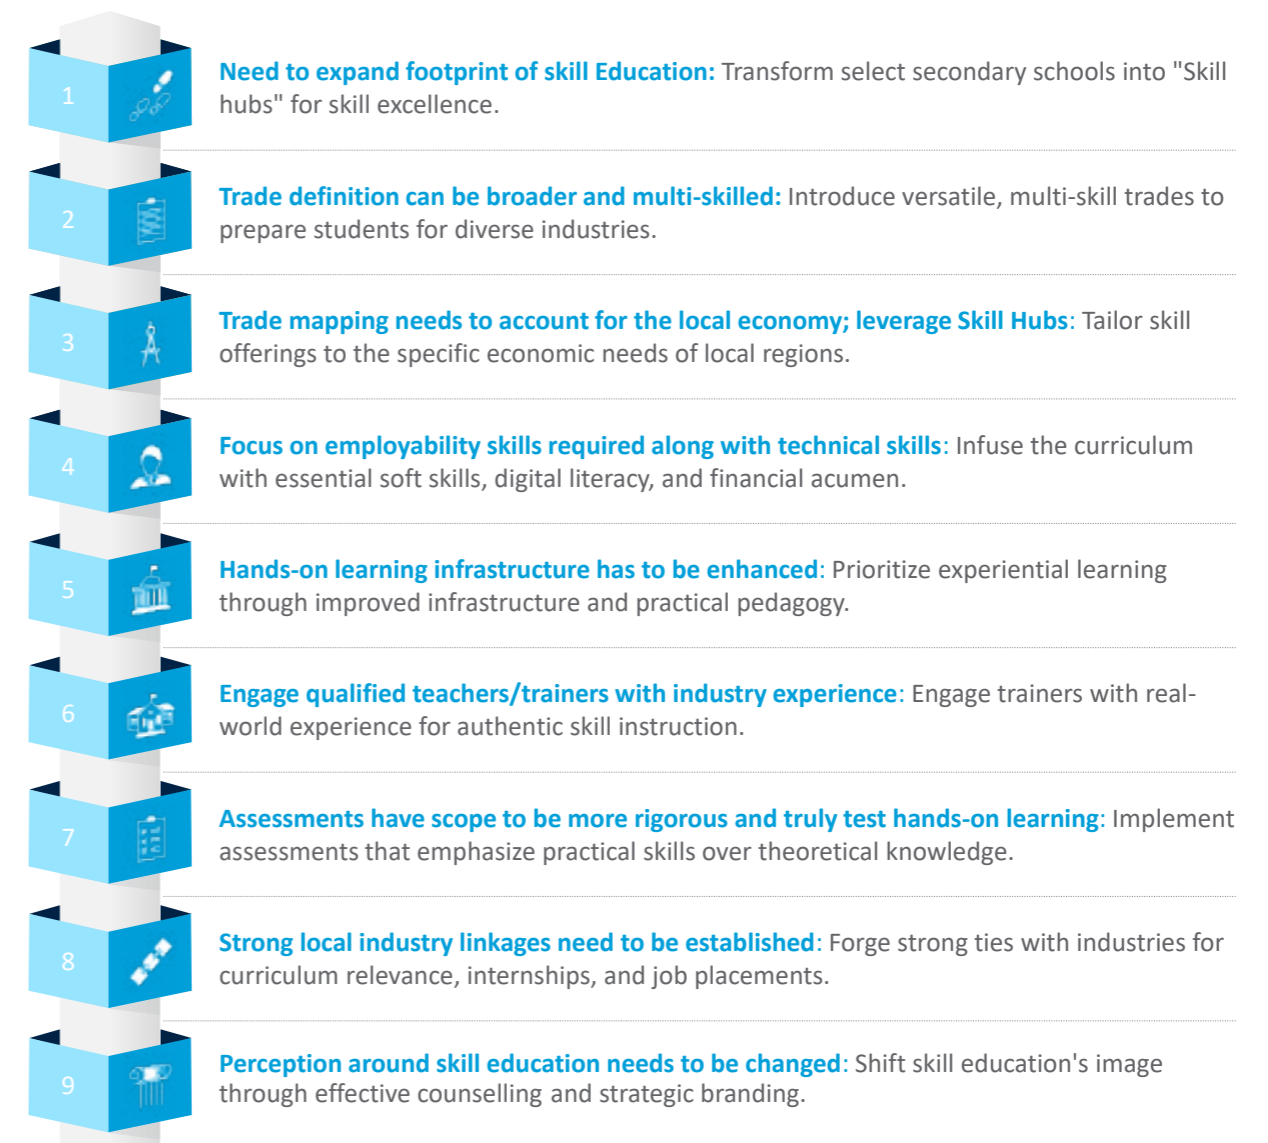 1
Need to expand footprint of skill Education: Transform select secondary schools into "Skill
hubs" for skill excellence.
2
Trade definition can be broader and multi-skilled: Introduce versatile, multi-skill trades to
prepare students for diverse industries.
3
Trade mapping needs to account for the local economy; leverage Skill Hubs: Tailor skill
offerings to the specific economic needs of local regions.
4
Focus on employability skills required along with technical skills: Infuse the curriculum
with essential soft skills, digital literacy, and financial acumen.
5
Hands-on learning infrastructure has to be enhanced: Prioritize experiential learning
through improved infrastructure and practical pedagogy.
6
Engage qualified teachers/trainers with industry experience: Engage trainers with real-
world experience for authentic skill instruction.
7
Assessments have scope to be more rigorous and truly test hands-on learning: Implement
assessments that emphasize practical skills over theoretical knowledge.
8
Strong local industry linkages need to be established: Forge strong ties with industries for
curriculum relevance, internships, and job placements.
9
Perception around skill education needs to be changed: Shift skill education's image
through effective counselling and strategic branding.